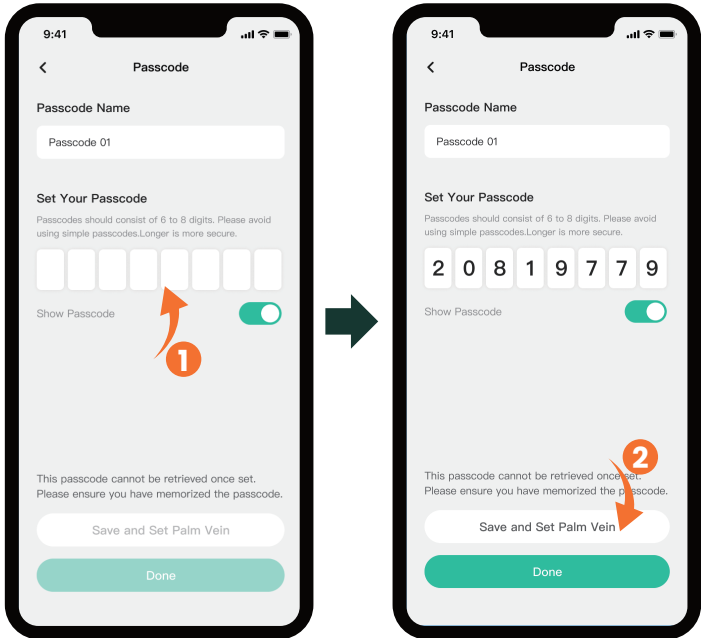 9:41
Passcode
Passcode Name
Passcode 01
Set Your Passcode
Passcodes should consist of 6 to 8 digits. Please avoid
using simple passcodes.Longer is more secure.
Show Passcode
1
This passcode cannot be retrieved once set.
Please ensure you have memorized the passcode.
Save and Set Palm Vein
Done
9:41
Passcode
Passcode Name
Passcode 01
Set Your Passcode
Passcodes should consist of 6 to 8 digits. Please avoid
using simple passcodes.Longer is more secure.
2 0 8 1 9 7 7 9
Show Passcode
2
This passcode cannot be retrieved once set.
Please ensure you have memorized the passcode.
Save and Set Palm Vein
Done